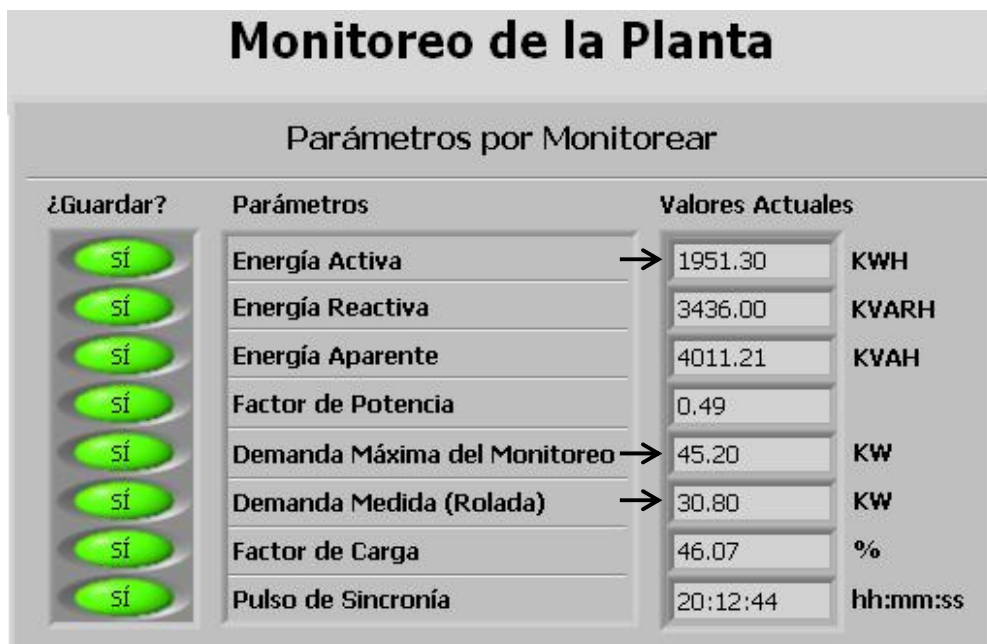 Monitoreo de la Planta
Parámetros por Monitorear
¿Guardar? Parámetros Valores Actuales
SÍ Energía Activa 1951.30 KWH
SÍ Energía Reactiva 3436.00 KVARH
SÍ Energía Aparente 4011.21 KVAH
SÍ Factor de Potencia 0.49
SÍ Demanda Máxima del Monitoreo 45.20 KW
SÍ Demanda Medida (Rolada) 30.80 KW
SÍ Factor de Carga 46.07 %
SÍ Pulso de Sincronía 20:12:44 hh:mm:ss